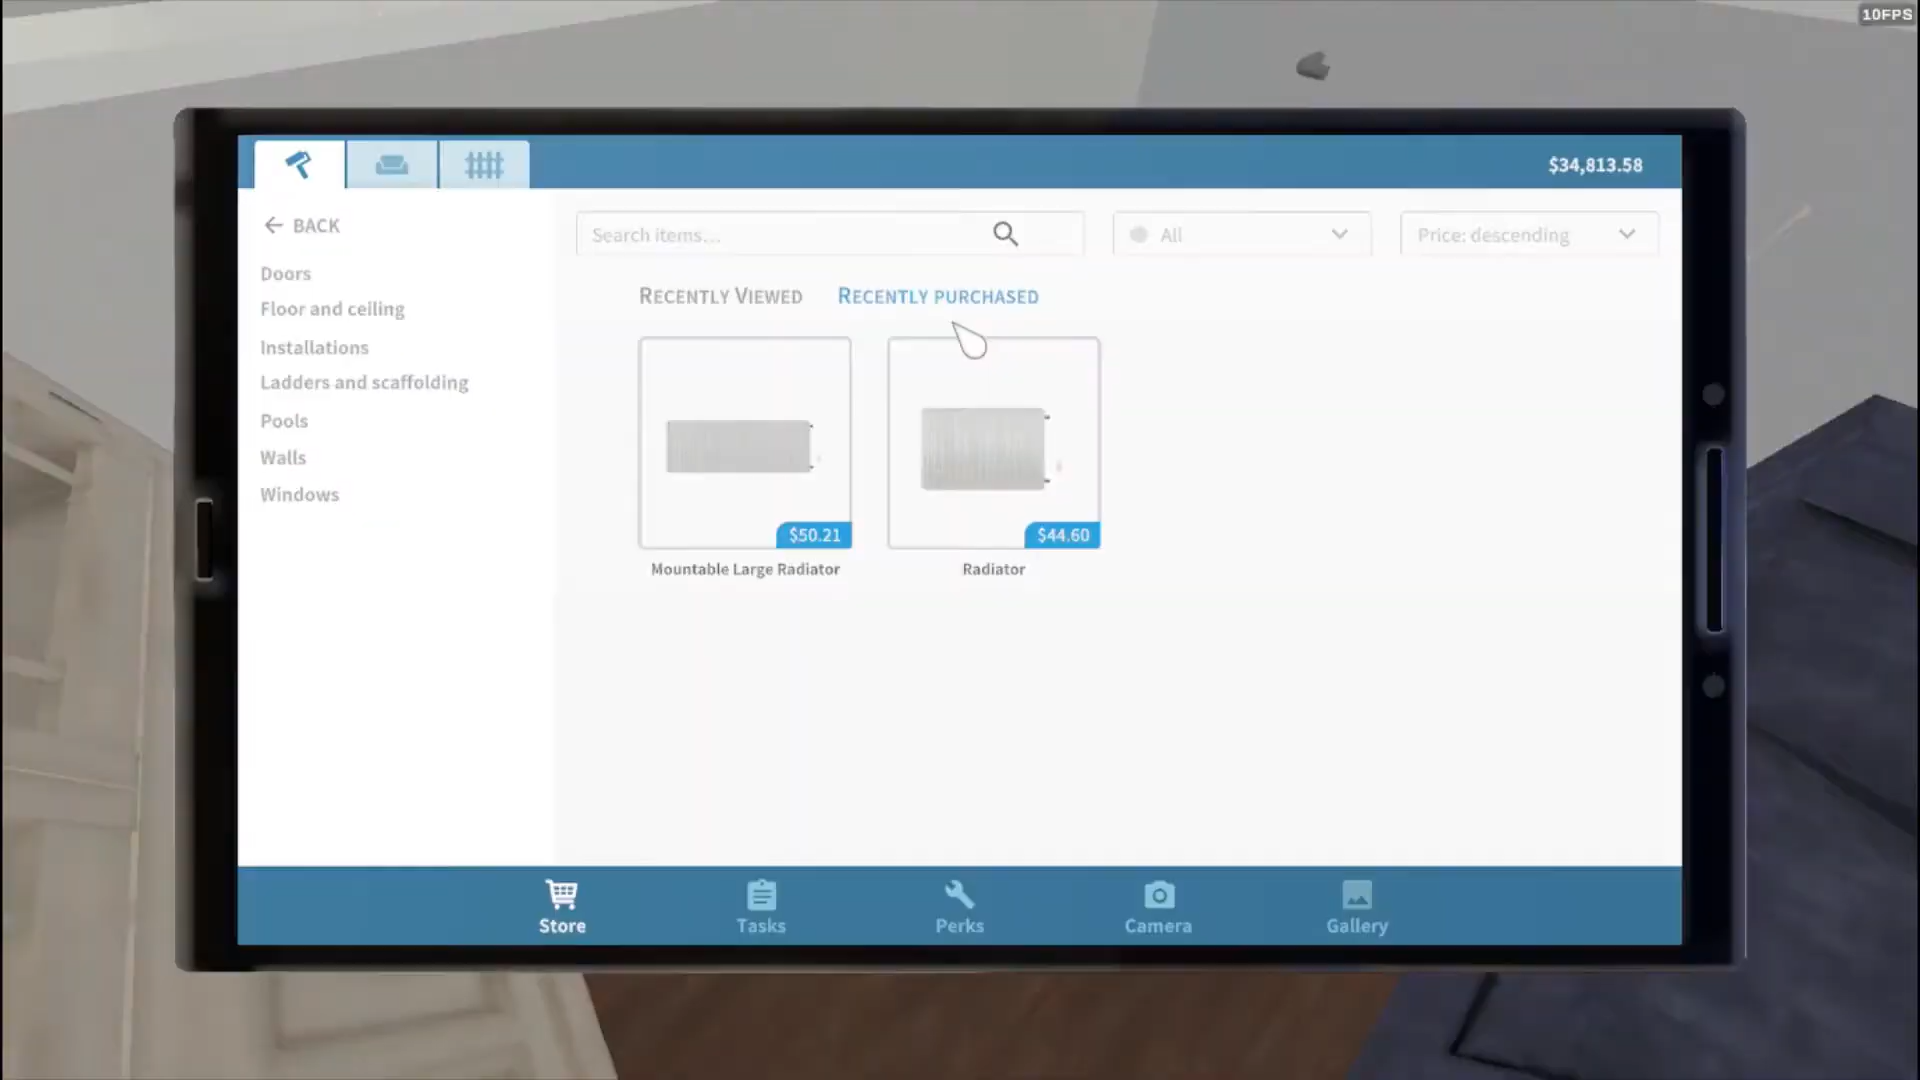 10FPS
$34,813.58
BACK
Search items...
All
Price: descending
Doors
Floor and ceiling
Installations
Ladders and scaffolding
Pools
Walls
Windows
RECENTLY VIEWED
RECENTLY PURCHASED
$50.21
$44.60
Mountable Large Radiator
Radiator
Store
Tasks
Perks
Camera
Gallery